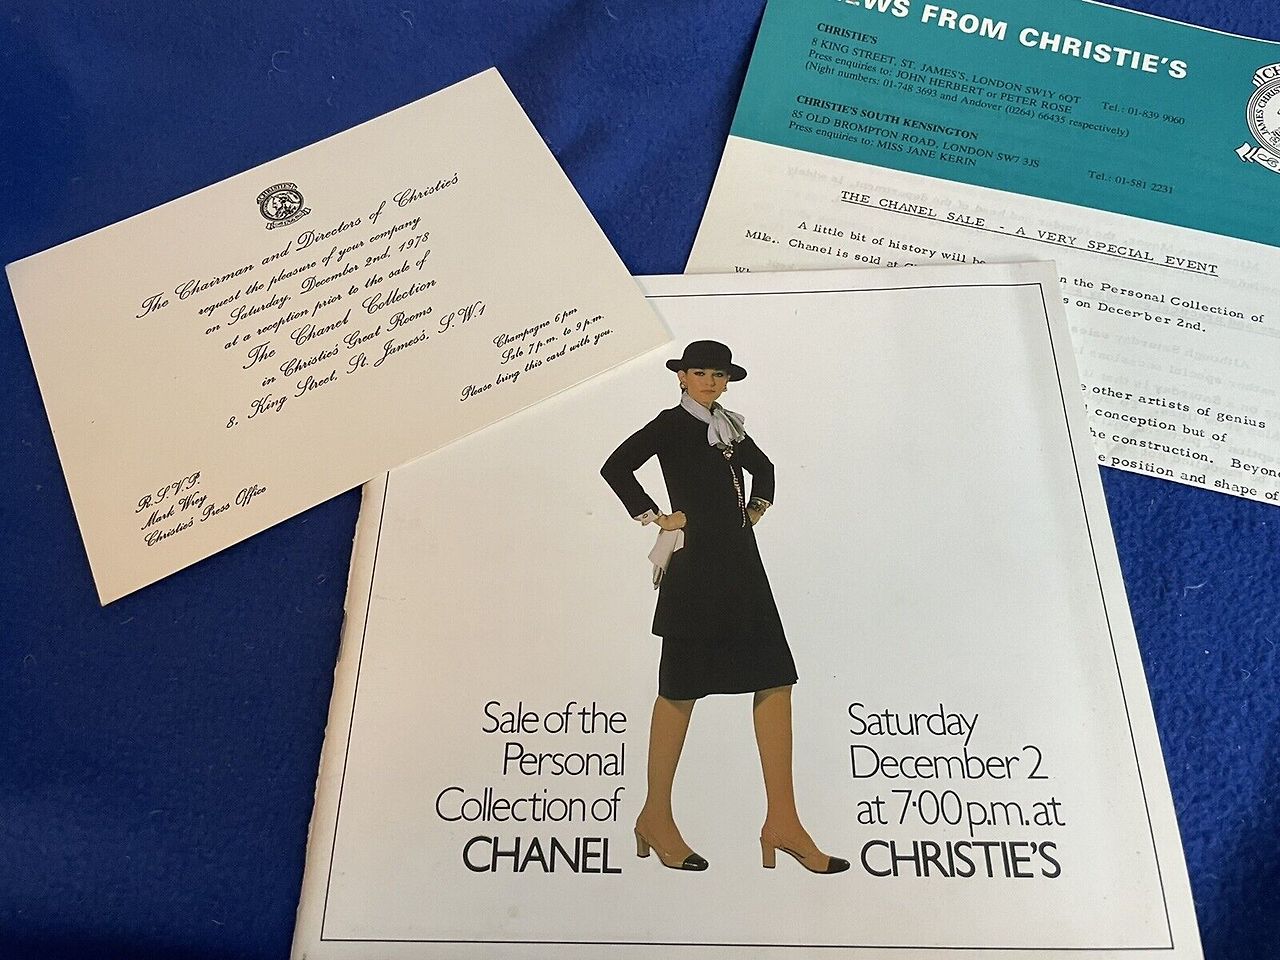 The Chairman and Directors of Christie's
request the pleasure of your company
on Saturday, December 2nd, 1978
at a reception prior to the sale of
The Chanel Collection
in Christie's Great Rooms
8, King Street, St. James's, S.W.1
Champagne 6 pm
Sale 7 p.m. to 9 p.m.
Please bring this card with you.
R.S.V.P.
Mark Wrey
Christie's Press Office
FROM CHRISTIE'S
CHRISTIE'S
8 KING STREET, ST. JAMES'S, LONDON SW1Y 6QT Tel.: 01-839 9060
Press enquiries to: JOHN HERBERT or PETER ROSE
(Night numbers: 01-748 3693 and Andover (0264) 66435 respectively)
CHRISTIE'S SOUTH KENSINGTON
85 OLD BROMPTON ROAD, LONDON SW7 3JS
Press enquiries to: MISS JANE KERIN Tel.: 01-581 2231
THE CHANEL SALE - A VERY SPECIAL EVENT
A little bit of history will be the Personal Collection of
Mlle. Chanel is sold at on December 2nd.
other artists of genius
conception but of
construction. Beyond
position and shape of
Sale of the
Personal
Collection of
CHANEL
Saturday
December 2
at 7·00 p.m. at
CHRISTIE'S